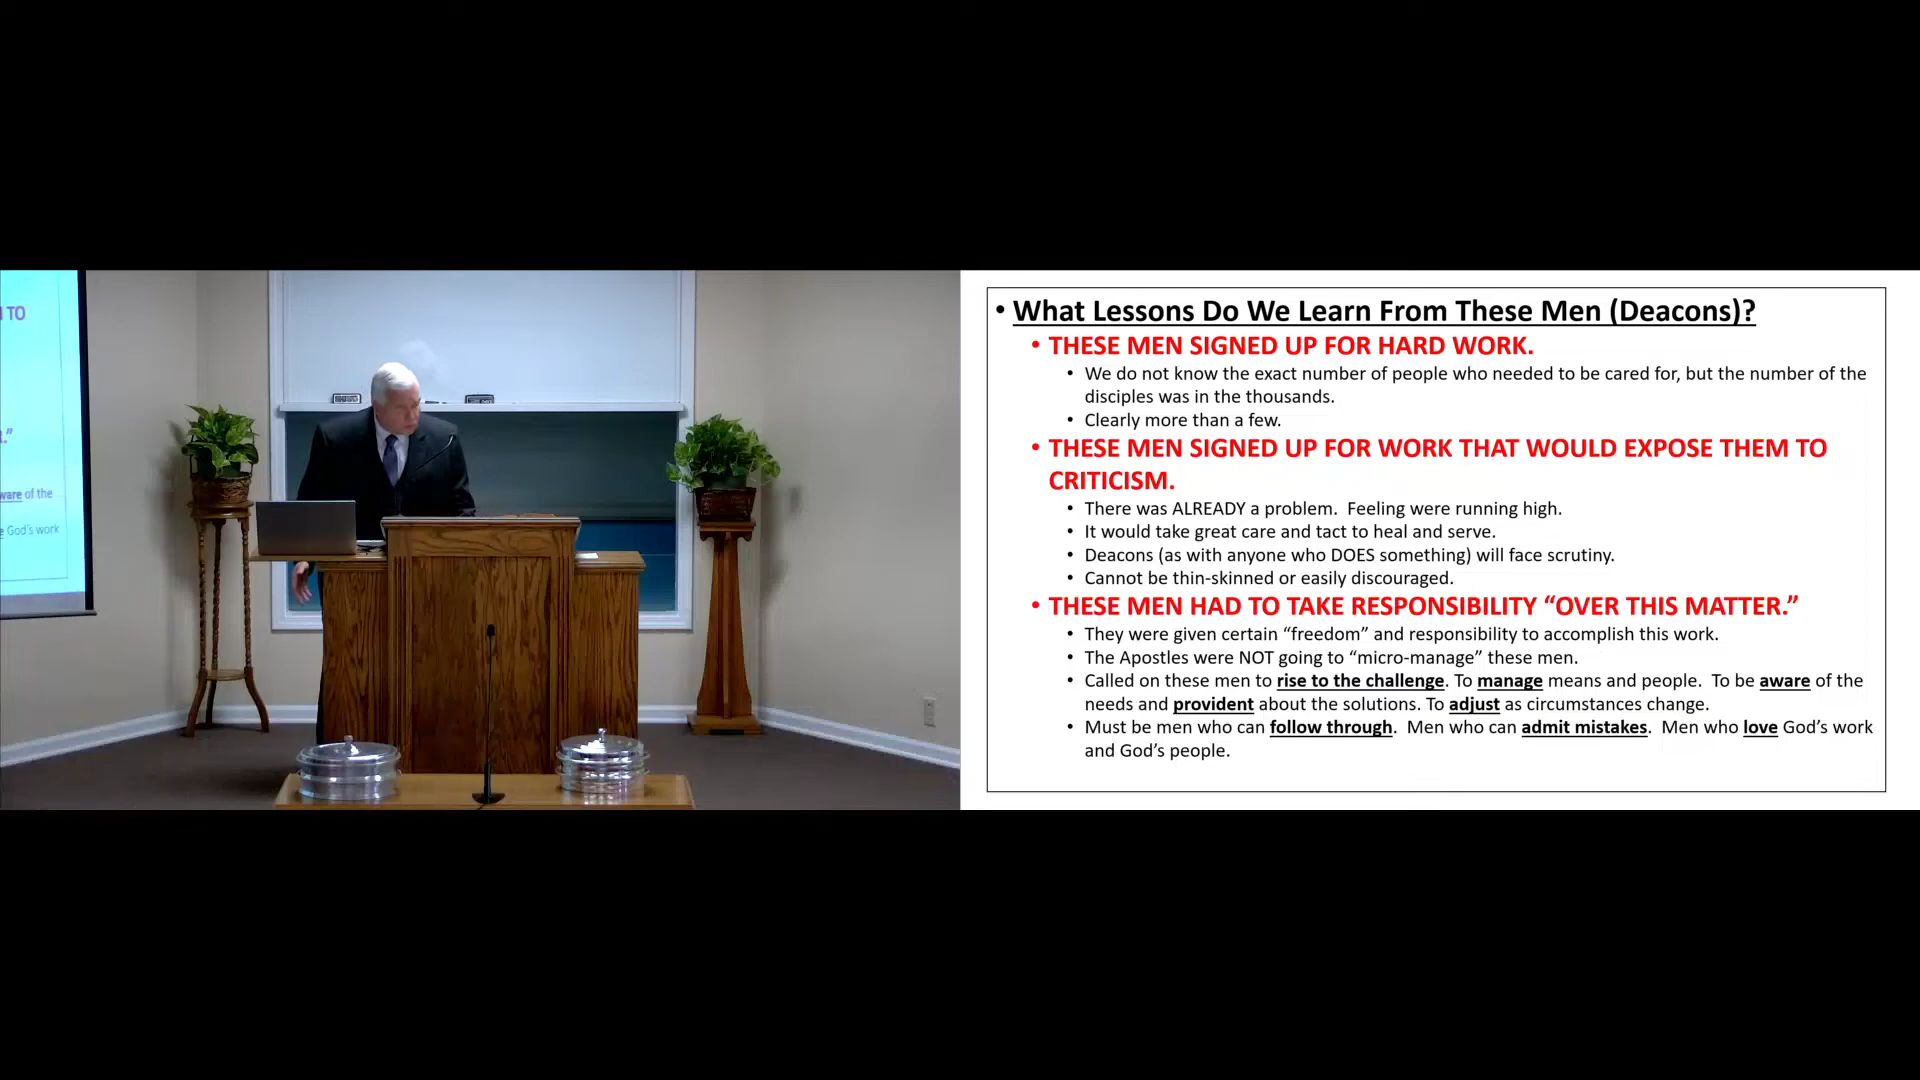 TO
."
ware of the
e God's work
• What Lessons Do We Learn From These Men (Deacons)?
• THESE MEN SIGNED UP FOR HARD WORK.
• We do not know the exact number of people who needed to be cared for, but the number of the
disciples was in the thousands.
• Clearly more than a few.
• THESE MEN SIGNED UP FOR WORK THAT WOULD EXPOSE THEM TO
CRITICISM.
• There was ALREADY a problem.  Feeling were running high.
• It would take great care and tact to heal and serve.
• Deacons (as with anyone who DOES something) will face scrutiny.
• Cannot be thin-skinned or easily discouraged.
• THESE MEN HAD TO TAKE RESPONSIBILITY “OVER THIS MATTER.”
• They were given certain “freedom” and responsibility to accomplish this work.
• The Apostles were NOT going to “micro-manage” these men.
• Called on these men to rise to the challenge. To manage means and people.  To be aware of the
needs and provident about the solutions. To adjust as circumstances change.
• Must be men who can follow through.  Men who can admit mistakes.  Men who love God’s work
and God’s people.